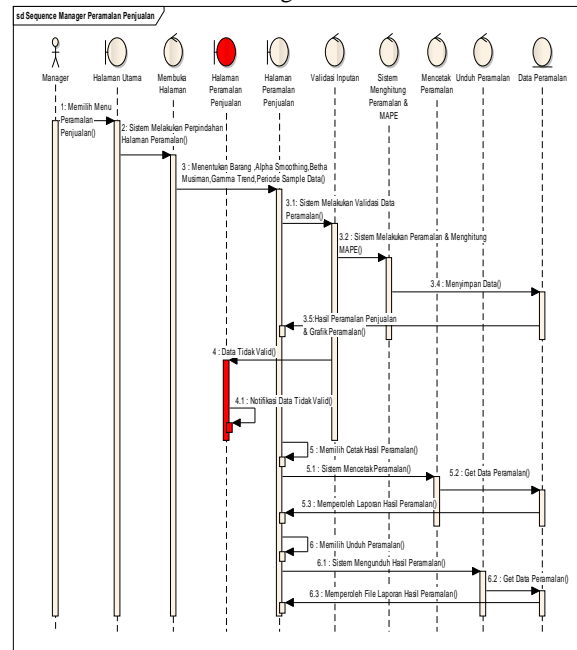 sd Sequence Manager Peramalan Penjualan
Manager
Halaman Utama
Membuka
Halaman
Halaman
Peramalan
Penjualan
Halaman
Peramalan
Penjualan
Validasi Inputan
Sistem
Menghitung
Peramalan &
MAPE
Mencetak
Peramalan
Unduh Peramalan
Data Peramalan
1: Memilih Menu
Peramalan
Penjualan()
2: Sistem Melakukan Perpindahan
Halaman Peramalan()
3 : Menentukan Barang ,Alpha Smoothing,Betha
Musiman,Gamma Trend,Periode Sample Data()
3.1: Sistem Melakukan Validasi Data
Peramalan()
3.2 : Sistem Melakukan Peramalan & Menghitung
MAPE()
3.4 : Menyimpan Data()
3.5:Hasil Peramalan Penjualan
& Grafik Peramalan()
4 : Data Tidak Valid()
4.1 : Notifikasi Data Tidak Valid()
5 : Memilih Cetak Hasil Peramalan()
5.1 : Sistem Mencetak Peramalan()
5.2 : Get Data Peramalan()
5.3 : Memperoleh Laporan Hasil Peramalan()
6 : Memilih Unduh Peramalan()
6.1 : Sistem Mengunduh Hasil Peramalan()
6.2 : Get Data Peramalan()
6.3 : Memperoleh File Laporan Hasil Peramalan()